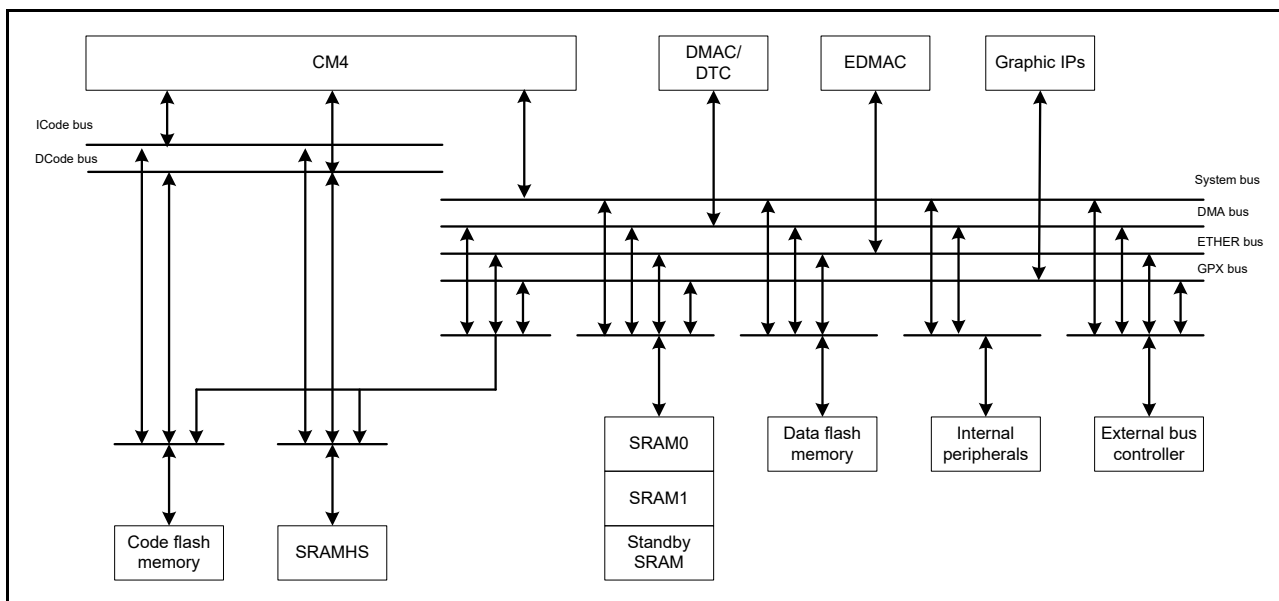 CM4
DMAC/
DTC
EDMAC
Graphic IPs
ICode bus
DCode bus
System bus
DMA bus
ETHER bus
GPX bus
SRAM0
Data flash
memory
Internal
peripherals
External bus
controller
SRAM1
Code flash
memory
SRAMHS
Standby
SRAM